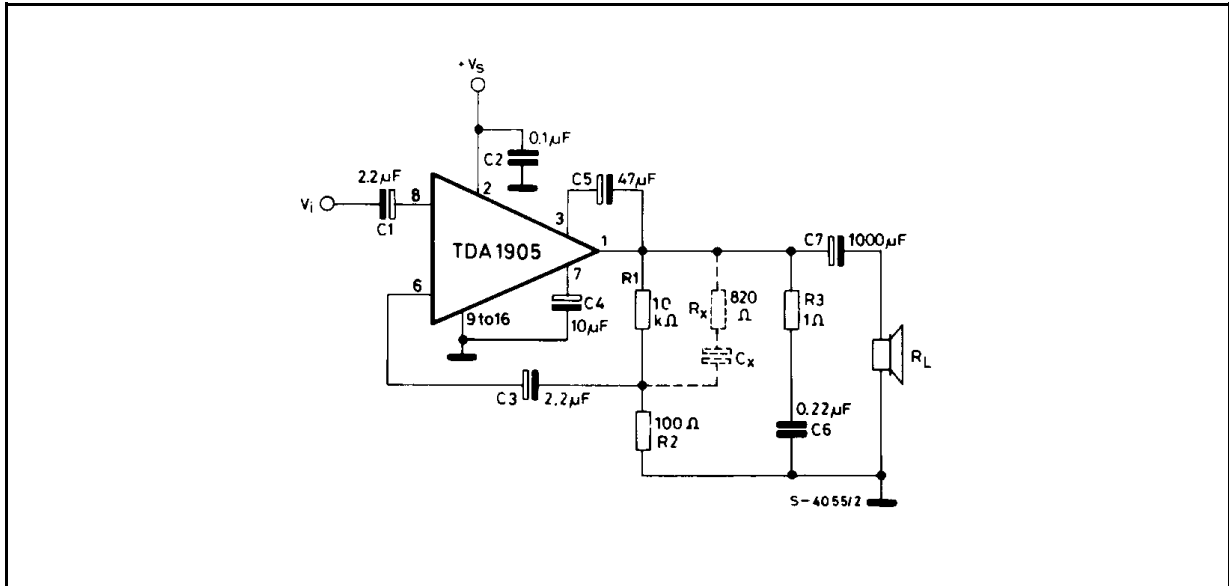 + Vs
0.1μF
C2
2.2μF
Vi
C1
8
2
C5
47μF
3
TDA1905
1
C7
1000μF
6
7
R1
10
kΩ
Rx
820
Ω
R3
1Ω
C4
10μF
9 to 16
Cx
RL
C3
2,2μF
100 Ω
R2
0.22μF
C6
S-4055/2